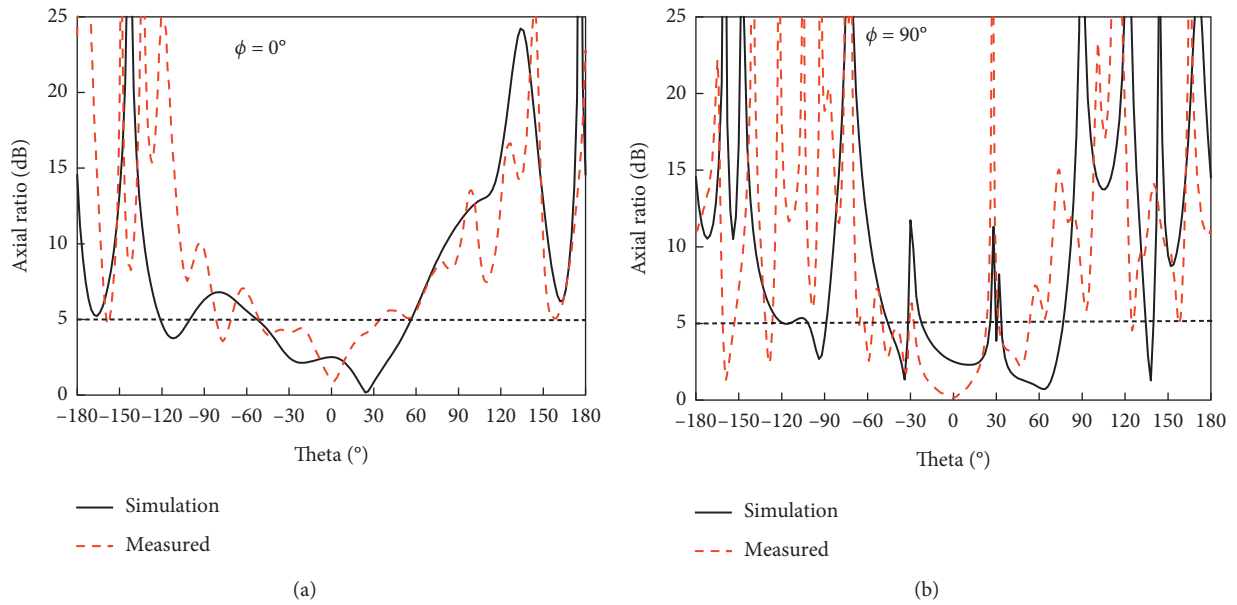 25
20
15
10
5
0
Axial ratio (dB)
ϕ = 0°
–180 –150 –120 –90 –60 –30 0 30 60 90 120 150 180
Theta (°)
Simulation
Measured
(a)
25
20
15
10
5
0
Axial ratio (dB)
ϕ = 90°
–180 –150 –120 –90 –60 –30 0 30 60 90 120 150 180
Theta (°)
Simulation
Measured
(b)